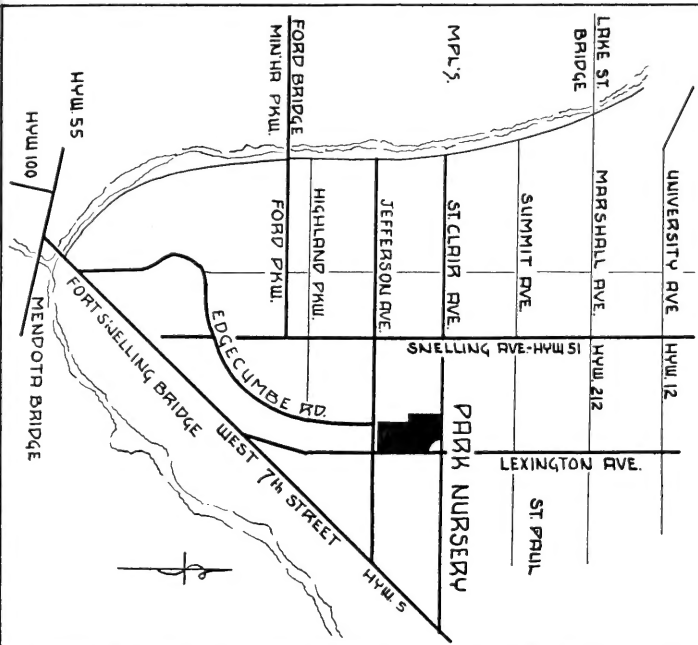 LAKE ST.
BRIDGE
MPL'S.
FORD BRIDGE
MIN'HA PKW.
HYW. 55
HYW 100
UNIVERSITY AVE
MARSHALL AVE.
SUMMIT AVE.
ST. CLAIR AVE.
JEFFERSON AVE.
HIGHLAND PKW.
FORD PKW.
HYW. 12
HYW. 212
SNELLING AVE.-HYW 51
EDGECUMBE RD.
FORT SNELLING BRIDGE
MENDOTA BRIDGE
WEST 7th STREET
HYW. 5
PARK NURSERY
LEXINGTON AVE.
ST. PAUL